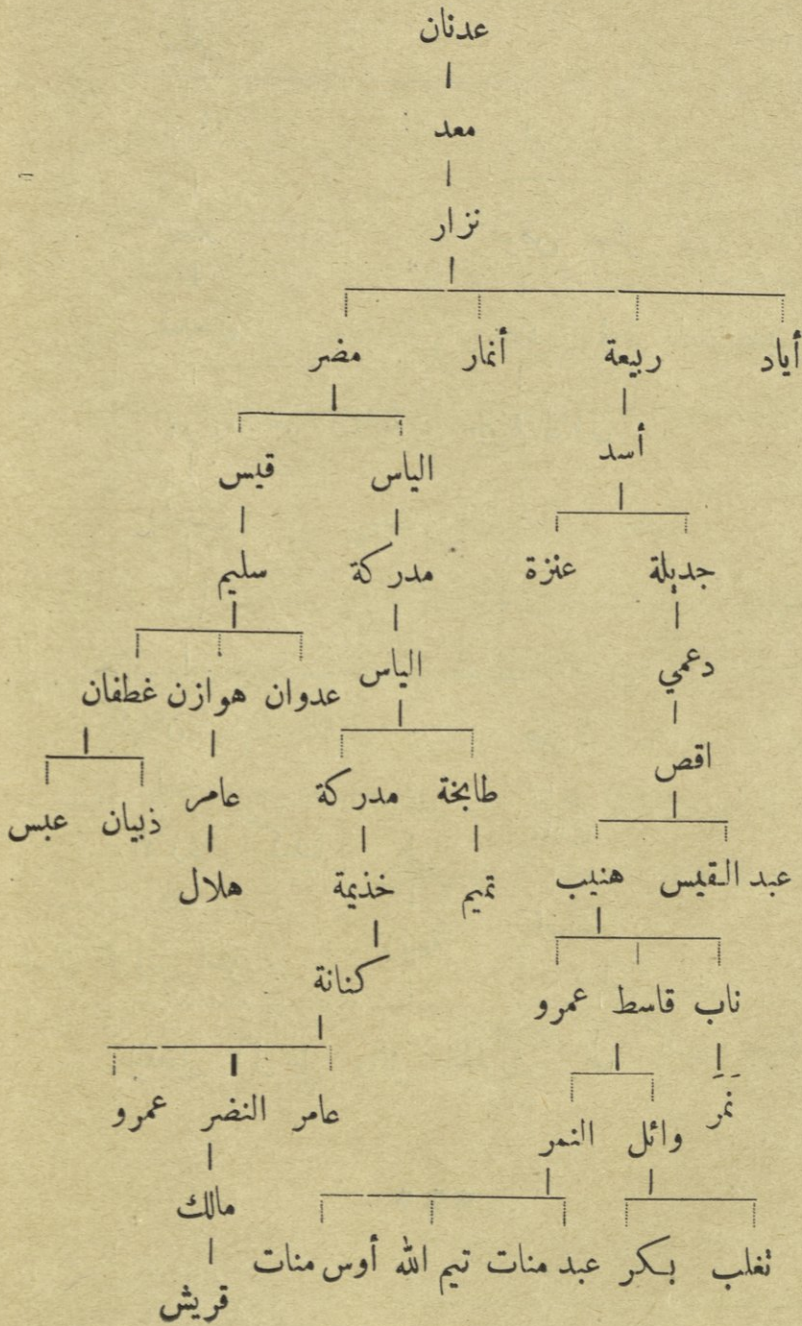 عدنان
معد
نزار
أياد ربيعة أنمار مضر
أسد
الياس قيس
جديلة عنزة مدركة سليم
دعمي الياس عدوان هوازن غطفان
اقص
طابخة مدركة عامر ذبيان عبس
عبد القيس هنيب تميم خذيمة هلال
كنانة
ناب قاسط عمرو
نمر عامر النضر عمرو
وائل النمر
مالك
تغلب بكر عبد منات تيم الله أوس منات
قريش